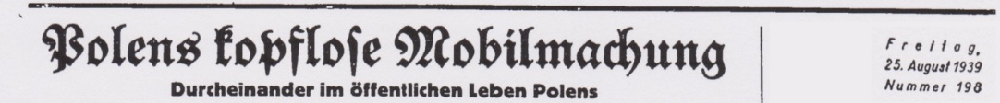 Polens kopflose Mobilmachung
Durcheinander im öffentlichen Leben Polens
Freitag,
25. August 1939
Nummer 198